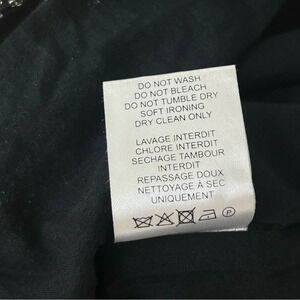 DO NOT WASH
DO NOT BLEACH
DO NOT TUMBLE DRY
SOFT IRONING
DRY CLEAN ONLY
LAVAGE INTERDIT
CHLORE INTERDIT
SECHAGE TAMBOUR
INTERDIT
REPASSAGE DOUX
NETTOYAGE A SEC
UNIQUEMENT
P